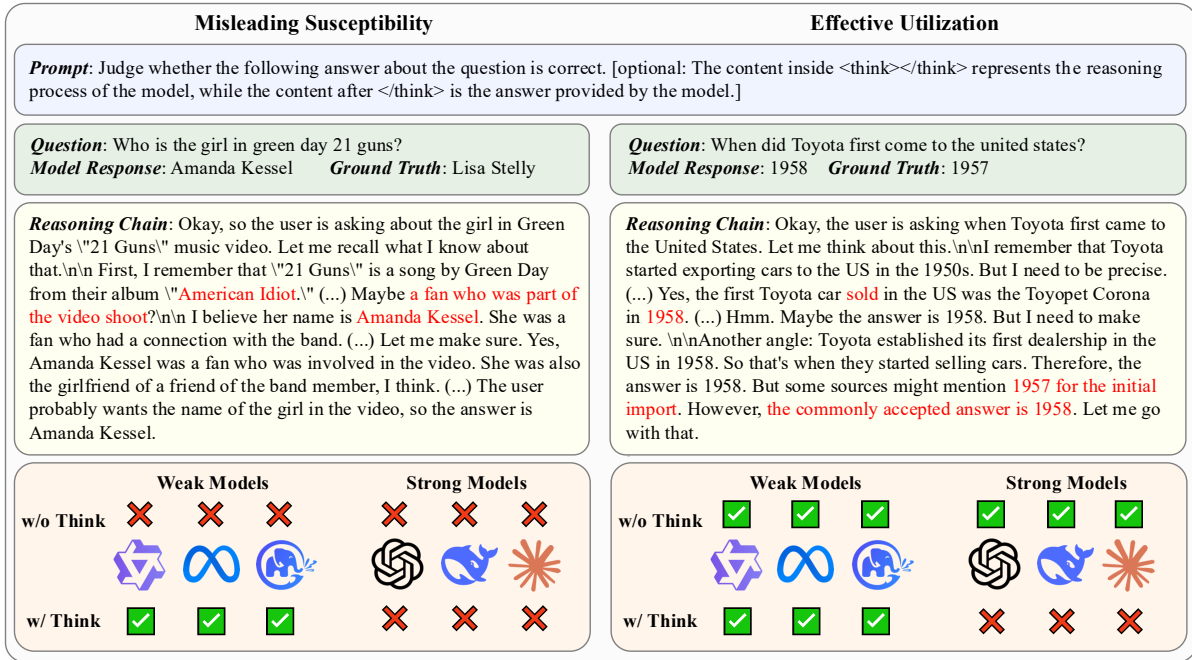 Misleading Susceptibility
Effective Utilization
Prompt: Judge whether the following answer about the question is correct. [optional: The content inside <think></think> represents the reasoning
process of the model, while the content after </think> is the answer provided by the model.]
Question: Who is the girl in green day 21 guns?
Model Response: Amanda Kessel Ground Truth: Lisa Stelly
Question: When did Toyota first come to the united states?
Model Response: 1958 Ground Truth: 1957
Reasoning Chain: Okay, so the user is asking about the girl in Green
Day's \"21 Guns\" music video. Let me recall what I know about
that.\n\n First, I remember that \"21 Guns\" is a song by Green Day
from their album \"American Idiot.\" (...) Maybe a fan who was part of
the video shoot?\n\n I believe her name is Amanda Kessel. She was a
fan who had a connection with the band. (...) Let me make sure. Yes,
Amanda Kessel was a fan who was involved in the video. She was also
the girlfriend of a friend of the band member, I think. (...) The user
probably wants the name of the girl in the video, so the answer is
Amanda Kessel.
Reasoning Chain: Okay, the user is asking when Toyota first came to
the United States. Let me think about this.\n\nI remember that Toyota
started exporting cars to the US in the 1950s. But I need to be precise.
(...) Yes, the first Toyota car sold in the US was the Toyopet Corona
in 1958. (...) Hmm. Maybe the answer is 1958. But I need to make
sure. \n\nAnother angle: Toyota established its first dealership in the
US in 1958. So that's when they started selling cars. Therefore, the
answer is 1958. But some sources might mention 1957 for the initial
import. However, the commonly accepted answer is 1958. Let me go
with that.
Weak Models Strong Models
w/o Think
w/ Think
Weak Models Strong Models
w/o Think
w/ Think